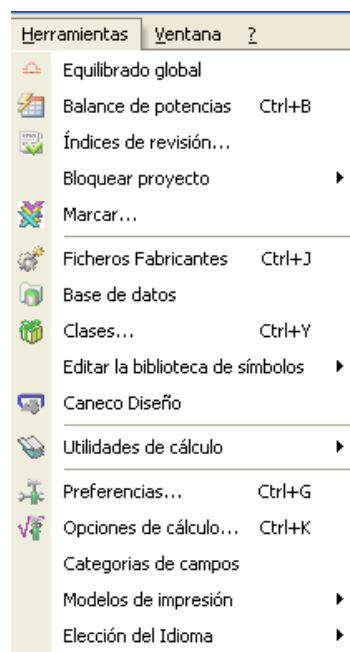 Herramientas Ventana ?
Equilibrado global
Balance de potencias Ctrl+B
Índices de revisión...
Bloquear proyecto
Marcar...
Ficheros Fabricantes Ctrl+J
Base de datos
Clases... Ctrl+Y
Editar la biblioteca de símbolos
Caneco Diseño
Utilidades de cálculo
Preferencias... Ctrl+G
Opciones de cálculo... Ctrl+K
Categorias de campos
Modelos de impresión
Elección del Idioma